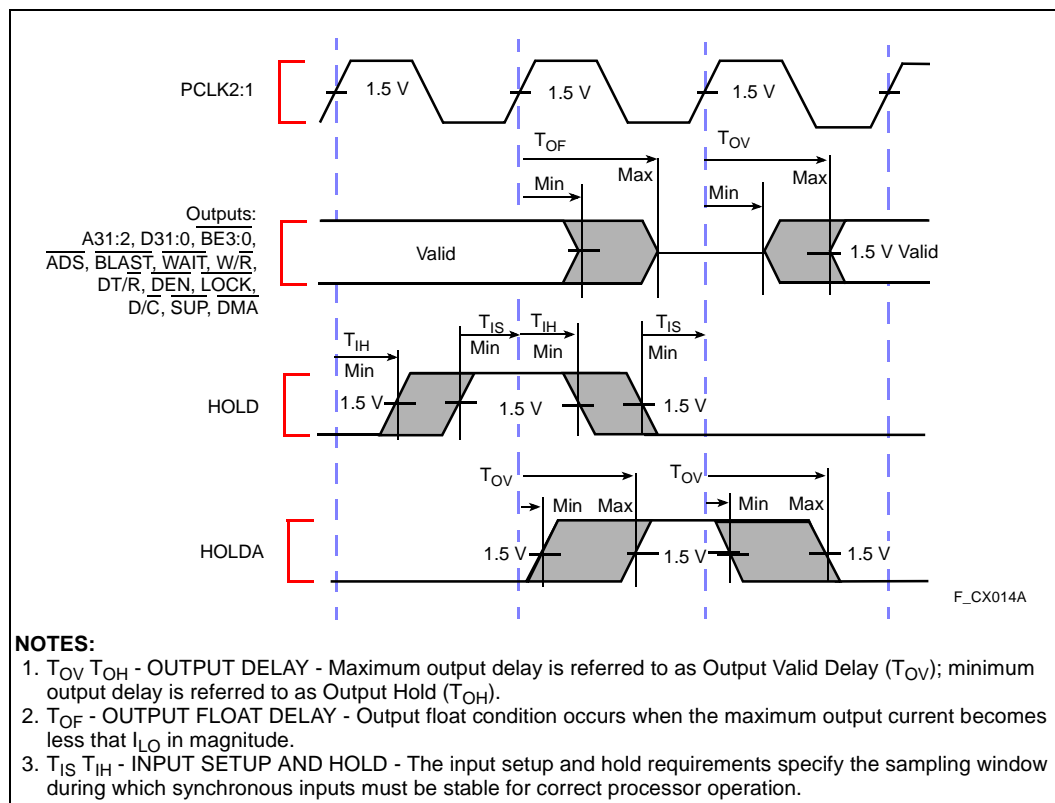 PCLK2:1
1.5 V
1.5 V
1.5 V
TOF
TOV
Min
Max
Min
Max
Outputs:
A31:2, D31:0, BE3:0,
ADS, BLAST, WAIT, W/R,
DT/R, DEN, LOCK,
D/C, SUP, DMA
Valid
1.5 V Valid
TIH
Min
TIS
Min
TIH
Min
TIS
Min
HOLD
1.5 V
1.5 V
1.5 V
TOV
TOV
Min
Max
Min
Max
HOLDA
1.5 V
1.5 V
1.5 V
F_CX014A
NOTES:
1. TOV TOH - OUTPUT DELAY - Maximum output delay is referred to as Output Valid Delay (TOV); minimum
output delay is referred to as Output Hold (TOH).
2. TOF - OUTPUT FLOAT DELAY - Output float condition occurs when the maximum output current becomes
less that ILO in magnitude.
3. TIS TIH - INPUT SETUP AND HOLD - The input setup and hold requirements specify the sampling window
during which synchronous inputs must be stable for correct processor operation.